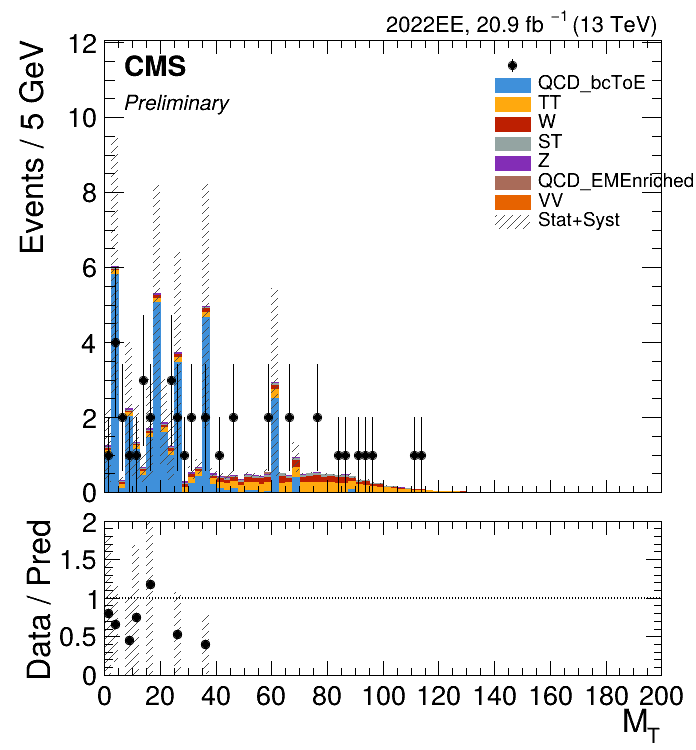 2022EE, 20.9 fb⁻¹ (13 TeV)
Events / 5 GeV
12
10
8
6
4
2
0
CMS
Preliminary
QCD_bcToE
TT
W
ST
Z
QCD_EMEnriched
VV
Stat+Syst
Data / Pred
2
1.5
1
0.5
0
0 20 40 60 80 100 120 140 160 180 200
M_T